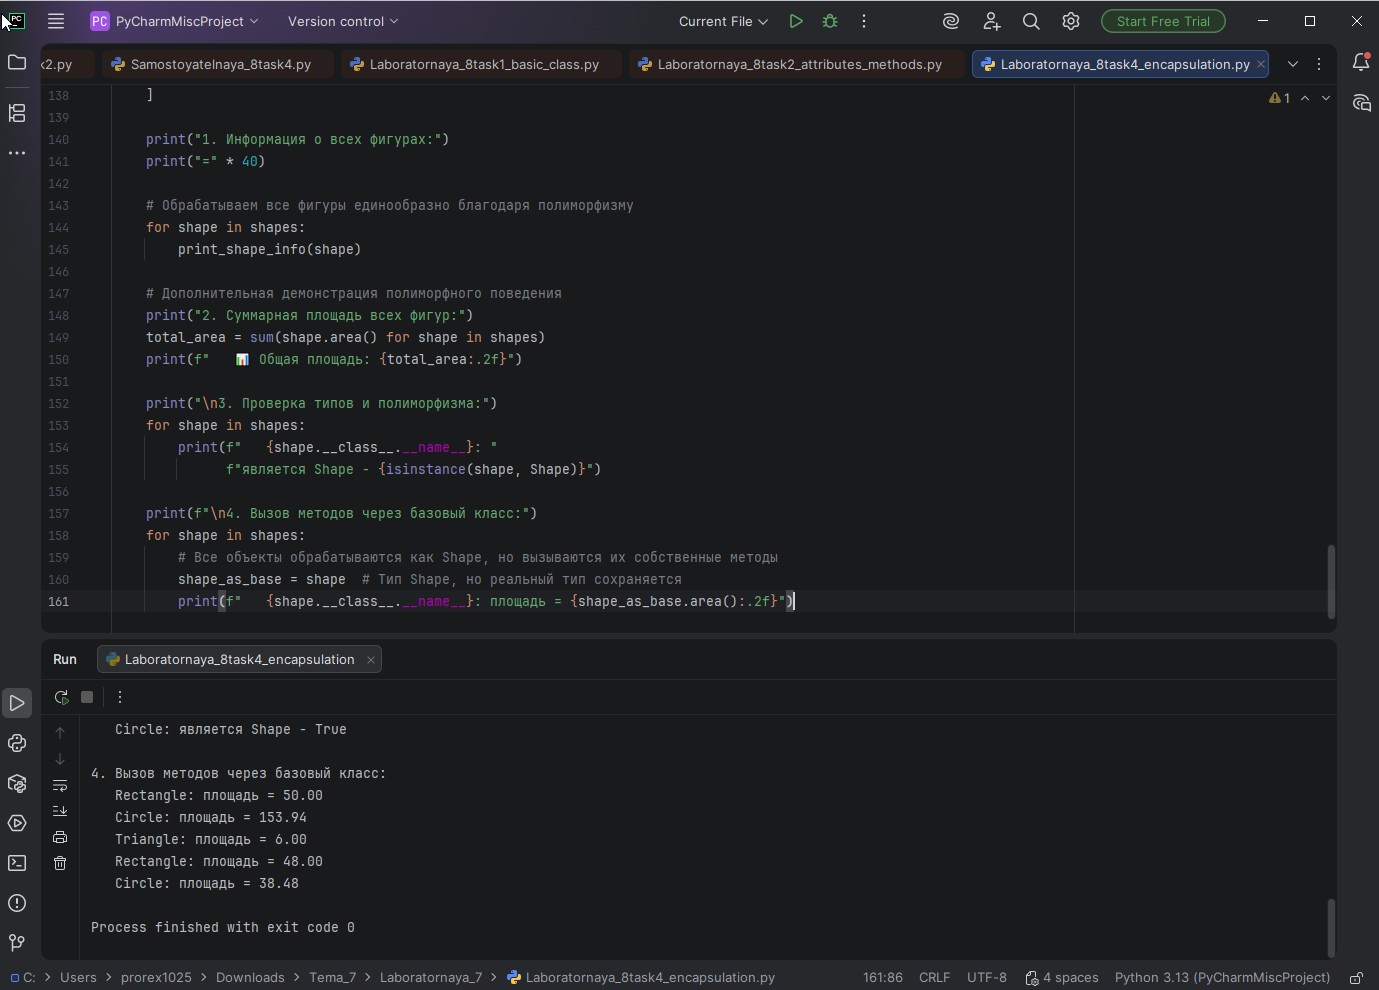 PC PyCharmMiscProject Version control Current File Start Free Trial
k2.py Samostoyatelnaya_8task4.py Laboratornaya_8task1_basic_class.py Laboratornaya_8task2_attributes_methods.py Laboratornaya_8task4_encapsulation.py
138 ]
1
139
140 print("1. Информация о всех фигурах:")
141 print("=" * 40)
142
143 # Обрабатываем все фигуры единообразно благодаря полиморфизму
144 for shape in shapes:
145 print_shape_info(shape)
146
147 # Дополнительная демонстрация полиморфного поведения
148 print("2. Суммарная площадь всех фигур:")
149 total_area = sum(shape.area() for shape in shapes)
150 print(f"   📊 Общая площадь: {total_area:.2f}")
151
152 print("\n3. Проверка типов и полиморфизма:")
153 for shape in shapes:
154 print(f"   {shape.__class__.__name__}: "
155 f"является Shape - {isinstance(shape, Shape)}")
156
157 print(f"\n4. Вызов методов через базовый класс:")
158 for shape in shapes:
159 # Все объекты обрабатываются как Shape, но вызываются их собственные методы
160 shape_as_base = shape  # Тип Shape, но реальный тип сохраняется
161 print(f"   {shape.__class__.__name__}: площадь = {shape_as_base.area():.2f}")
Run Laboratornaya_8task4_encapsulation
Circle: является Shape - True
4. Вызов методов через базовый класс:
Rectangle: площадь = 50.00
Circle: площадь = 153.94
Triangle: площадь = 6.00
Rectangle: площадь = 48.00
Circle: площадь = 38.48
Process finished with exit code 0
C: > Users > prorex1025 > Downloads > Tema_7 > Laboratornaya_7 > Laboratornaya_8task4_encapsulation.py 161:86 CRLF UTF-8 4 spaces Python 3.13 (PyCharmMiscProject)